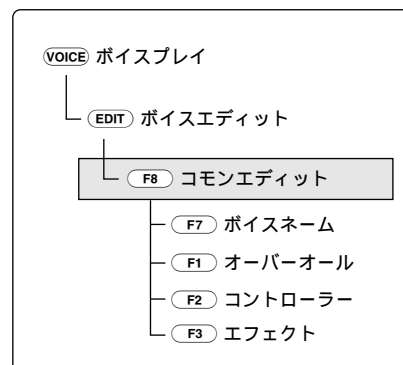 VOICE ボイスプレイ
EDIT ボイスエディット
F8 コモンエディット
F7 ボイスネーム
F1 オーバーオール
F2 コントローラー
F3 エフェクト